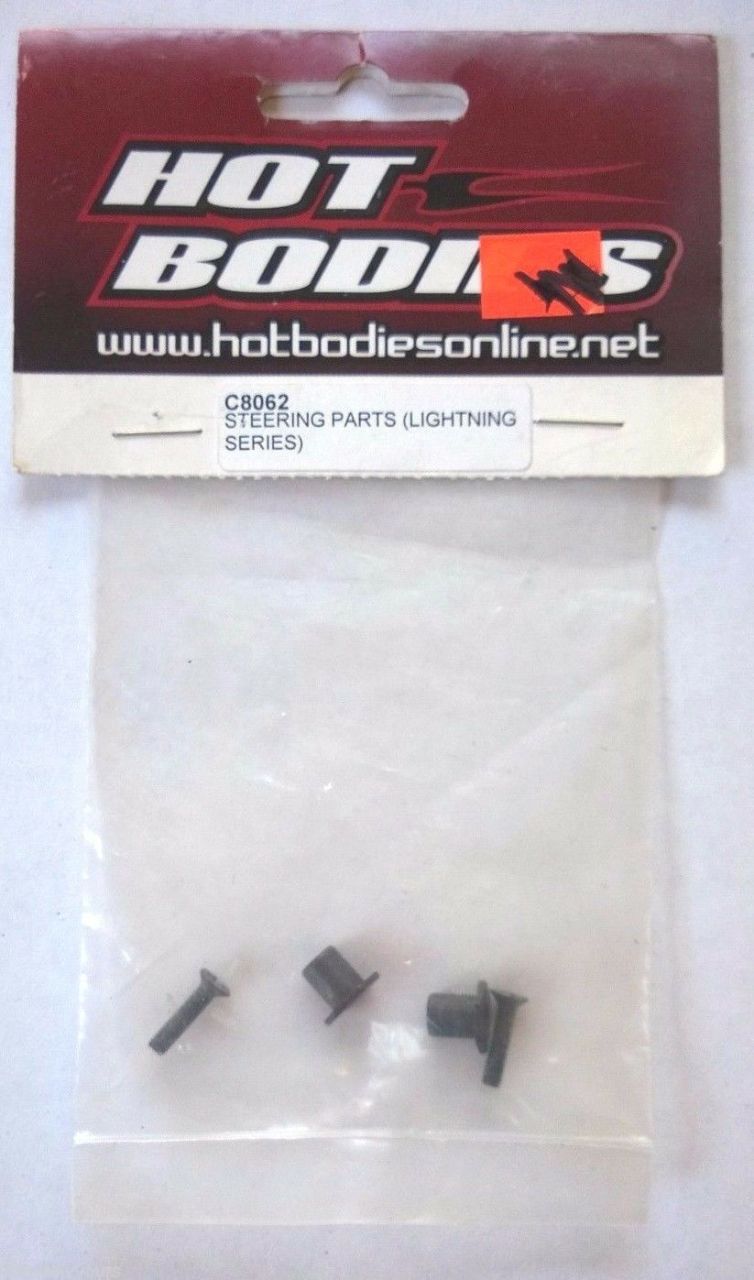 HOT
BODIES
www.hotbodiesonline.net
C8062
STEERING PARTS (LIGHTNING
SERIES)